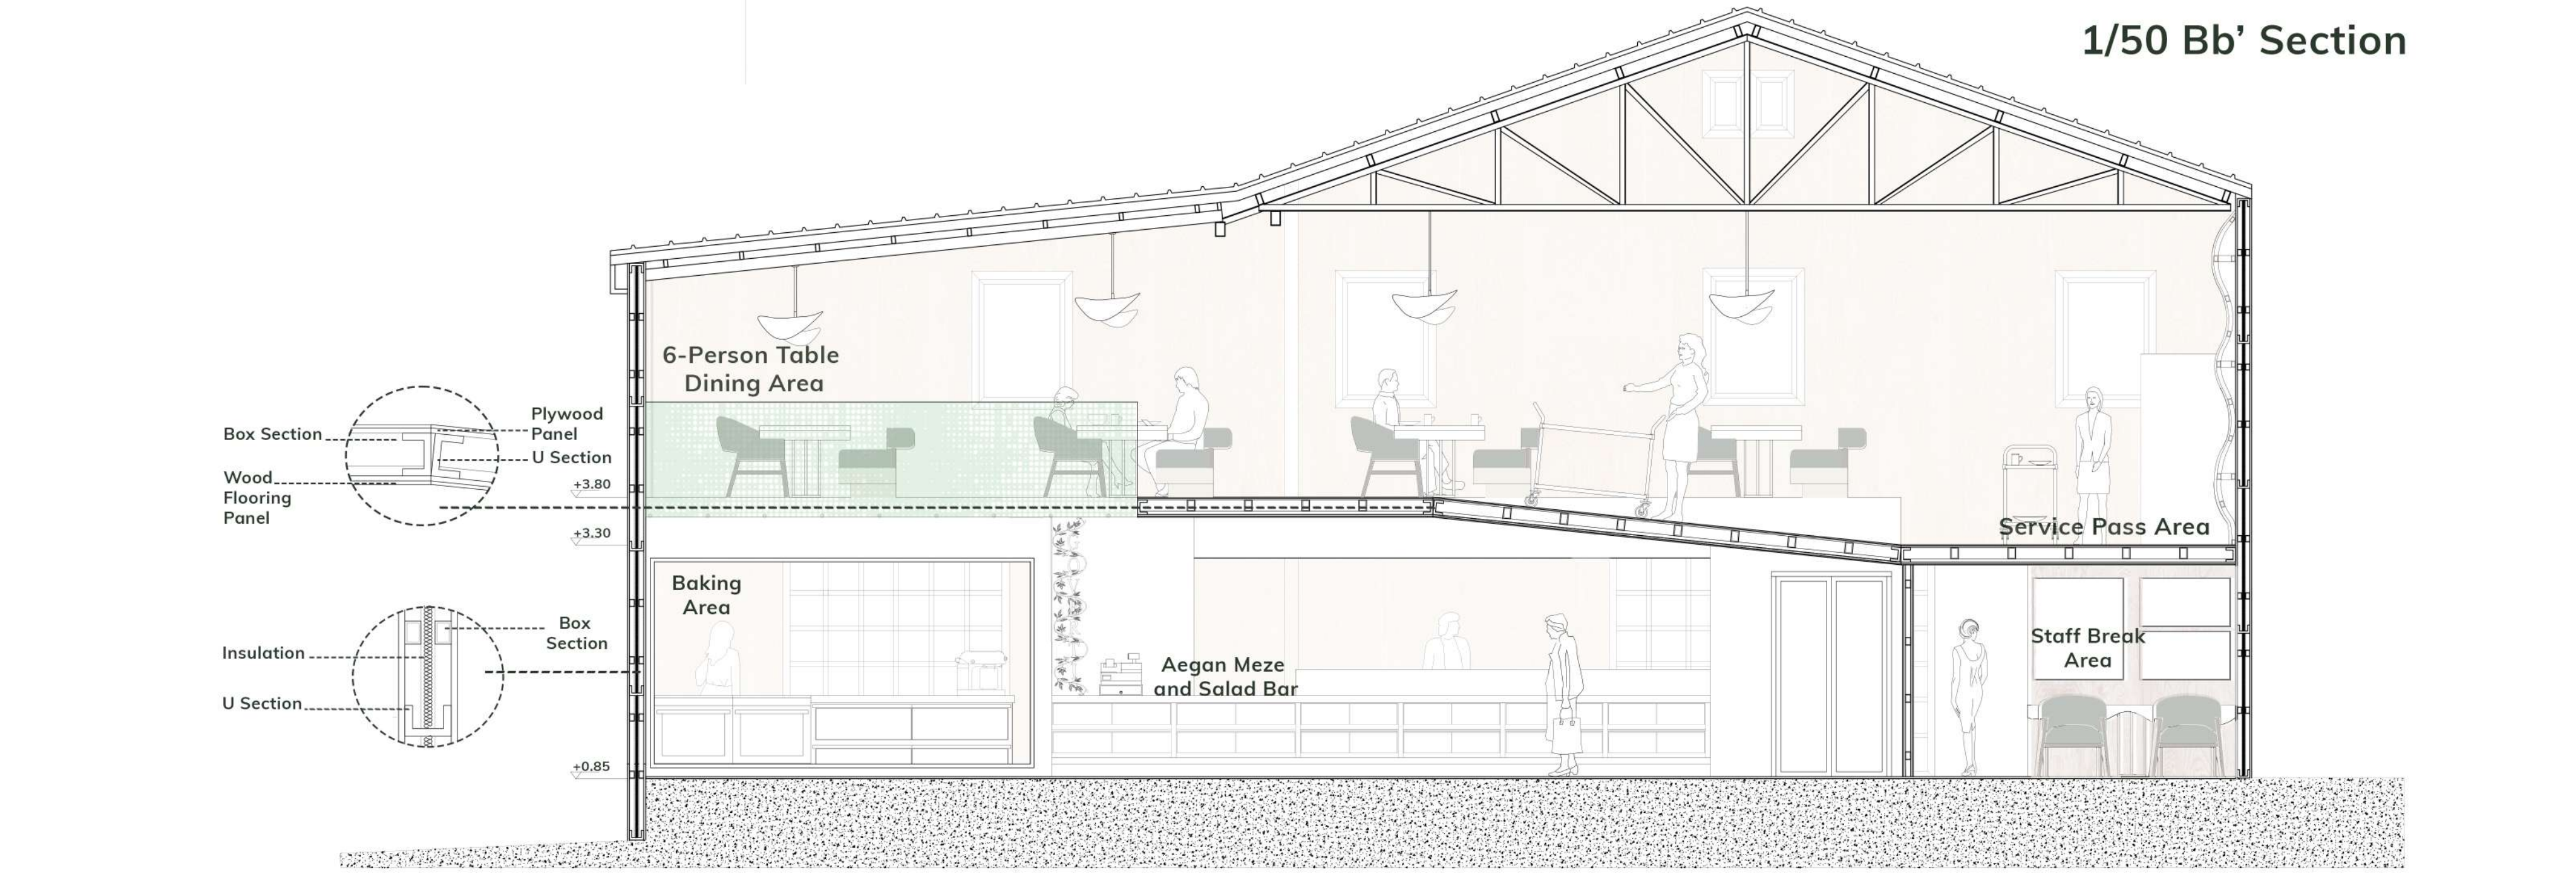 1/50 Bb’ Section
6-Person Table
Dining Area
Plywood
Panel
Box Section
U Section
Wood
Flooring
Panel
+3.80
+3.30
Service Pass Area
Baking
Area
Box
Section
Insulation
U Section
Aegan Meze
and Salad Bar
Staff Break
Area
+0.85